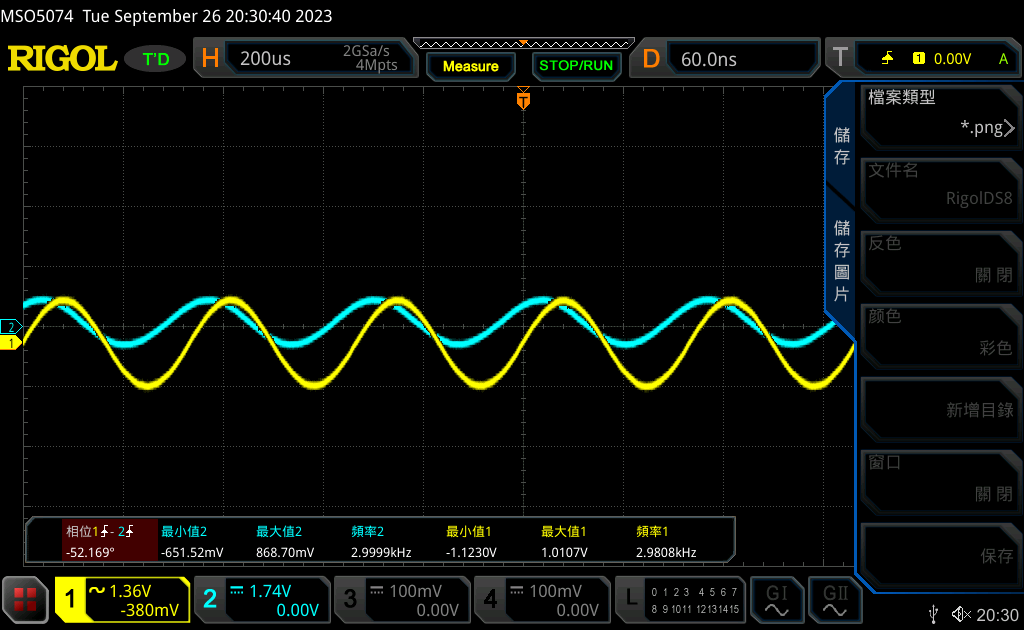 MSO5074 Tue September 26 20:30:40 2023
RIGOL T'D H 200us 2GSa/s 4Mpts Measure STOP/RUN D 60.0ns T 1 0.00V A
T
檔案類型
*.png
儲存
文件名
RigolDS8
儲存圖片
反色
關 閉
颜色
彩色
2
1
新增目錄
窗口
關 閉
保存
相位1-2 最小值2 最大值2 頻率2 最小值1 最大值1 頻率1
-52.169° -651.52mV 868.70mV 2.9999kHz -1.1230V 1.0107V 2.9808kHz
1 1.36V -380mV
2 1.74V 0.00V
3 100mV 0.00V
4 100mV 0.00V
L 0 1 2 3 4 5 6 7
8 9 10 11 12 13 14 15
GI GII
20:30